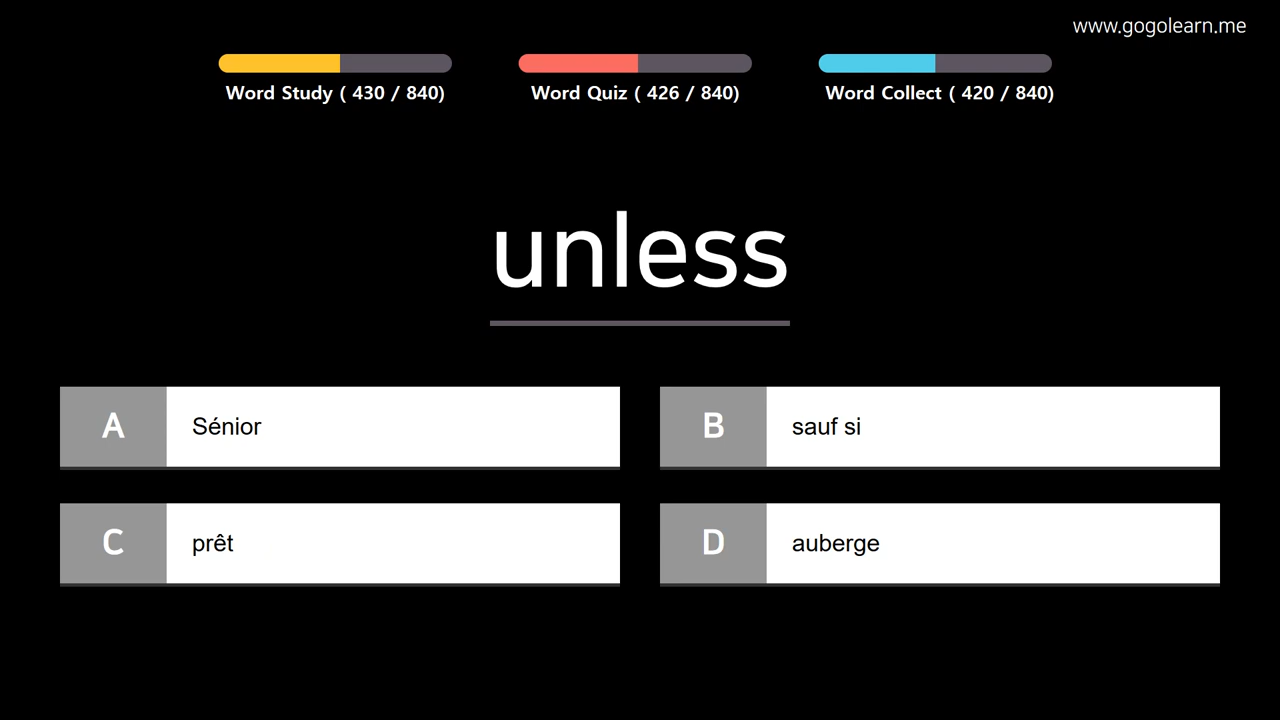 www.gogolearn.me
Word Study ( 430 / 840)
Word Quiz ( 426 / 840)
Word Collect ( 420 / 840)
unless
A
Sénior
B
sauf si
C
prêt
D
auberge